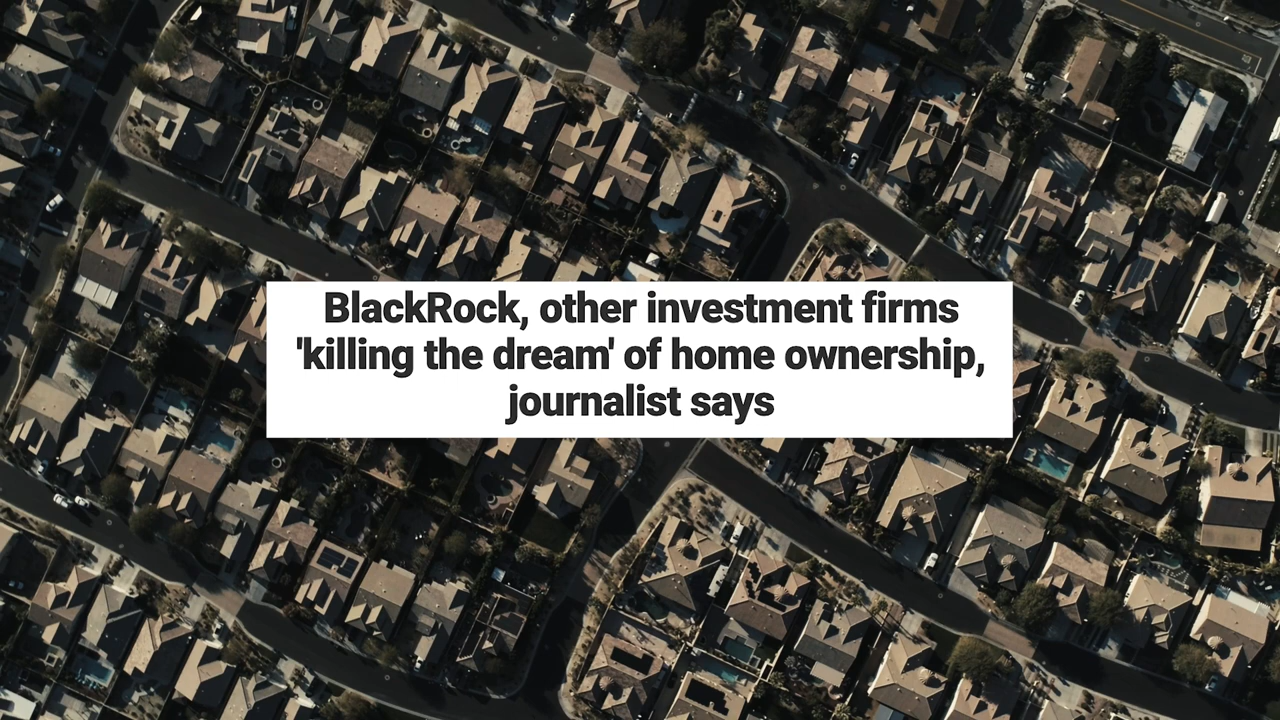 BlackRock, other investment firms
'killing the dream' of home ownership,
journalist says